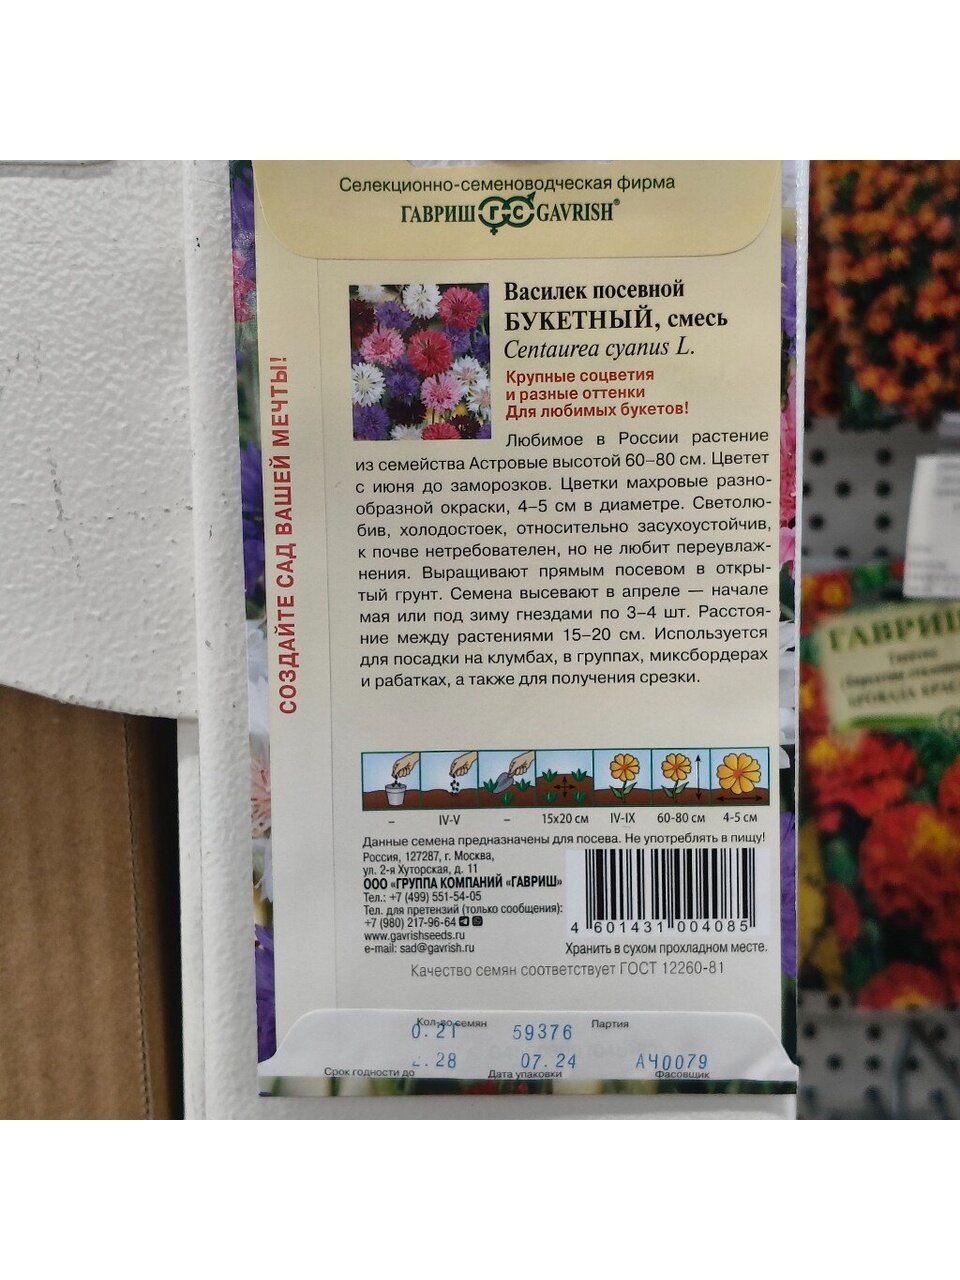 Селекционно-семеноводческая фирма
ГАВРИШ ГС GAVRISH®
СОЗДАЙТЕ САД ВАШЕЙ МЕЧТЫ!
Василек посевной
БУКЕТНЫЙ, смесь
Centaurea cyanus L.
Крупные соцветия
и разные оттенки
Для любимых букетов!
Любимое в России растение
из семейства Астровые высотой 60–80 см. Цветет
с июня до заморозков. Цветки махровые разно-
образной окраски, 4–5 см в диаметре. Светолю-
бив, холодостоек, относительно засухоустойчив,
к почве нетребователен, но не любит переувлаж-
нения. Выращивают прямым посевом в откры-
тый грунт. Семена высевают в апреле — начале
мая или под зиму гнездами по 3–4 шт. Расстоя-
ние между растениями 15–20 см. Используется
для посадки на клумбах, в группах, миксбордерах
и рабатках, а также для получения срезки.
– IV-V – 15x20 см IV-IX 60-80 см 4-5 см
Данные семена предназначены для посева. Не употреблять в пищу!
Россия, 127287, г. Москва,
ул. 2-я Хуторская, д. 11
ООО «ГРУППА КОМПАНИЙ «ГАВРИШ»
Тел.: +7 (499) 551-54-05
Тел. для претензий (только сообщения):
+7 (980) 217-96-64
www.gavrishseeds.ru
e-mail: sad@gavrish.ru
4 601431 004085
Хранить в сухом прохладном месте.
Качество семян соответствует ГОСТ 12260-81
Кол-во семян Партия
0.21 59376
.28 07.24 АЧ0079
Срок годности до Дата упаковки Фасовщик
ГАВРИШ